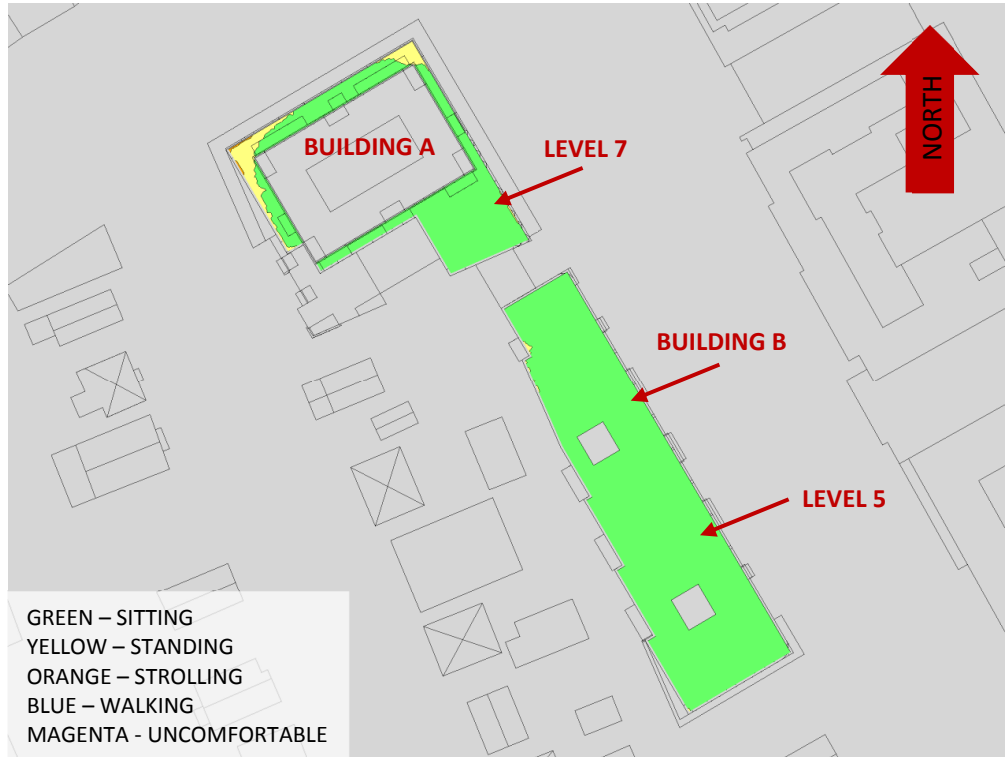 NORTH
BUILDING A
LEVEL 7
BUILDING B
LEVEL 5
GREEN – SITTING
YELLOW – STANDING
ORANGE – STROLLING
BLUE – WALKING
MAGENTA - UNCOMFORTABLE